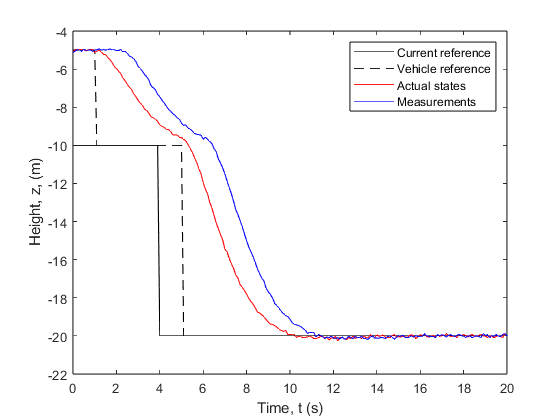 -4
-6
-8
-10
-12
-14
-16
-18
-20
-22
Height, z, (m)
0 2 4 6 8 10 12 14 16 18 20
Time, t (s)
Current reference
Vehicle reference
Actual states
Measurements